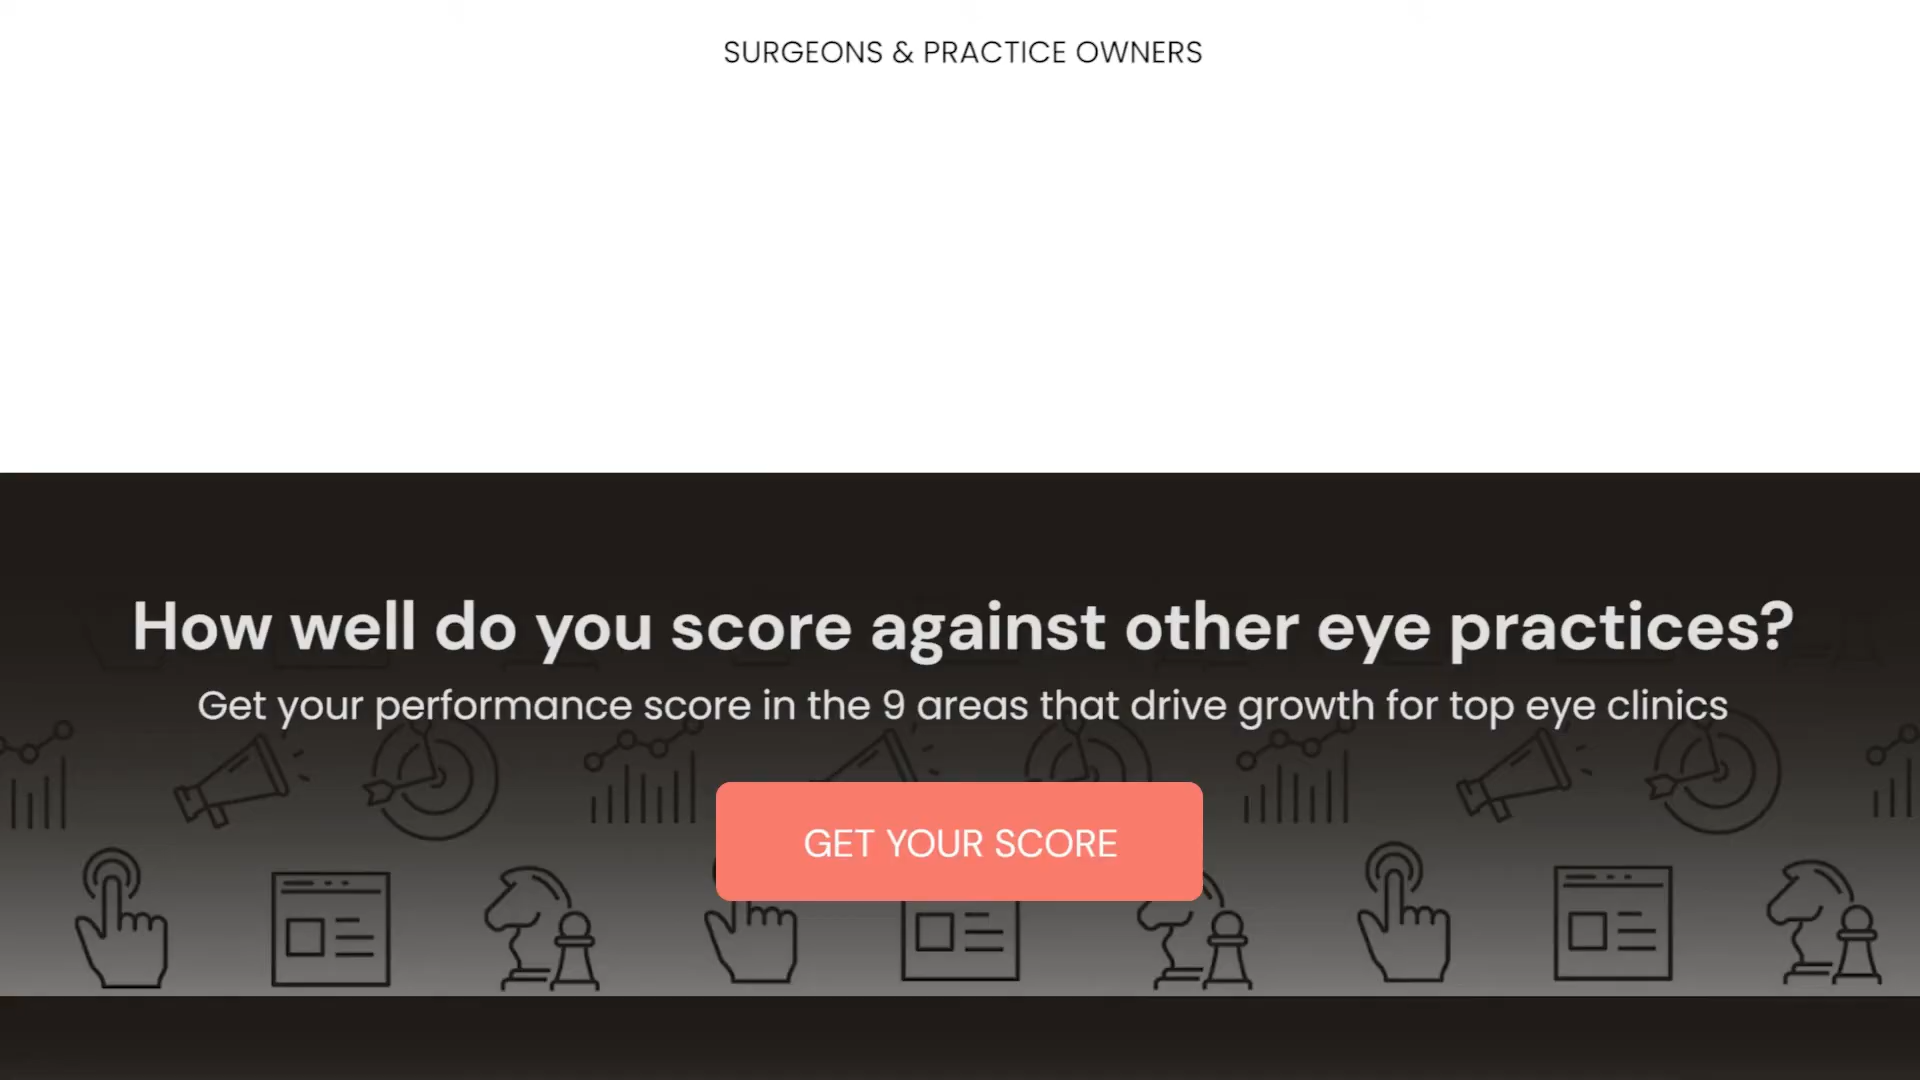 SURGEONS & PRACTICE OWNERS
How well do you score against other eye practices?
Get your performance score in the 9 areas that drive growth for top eye clinics
GET YOUR SCORE